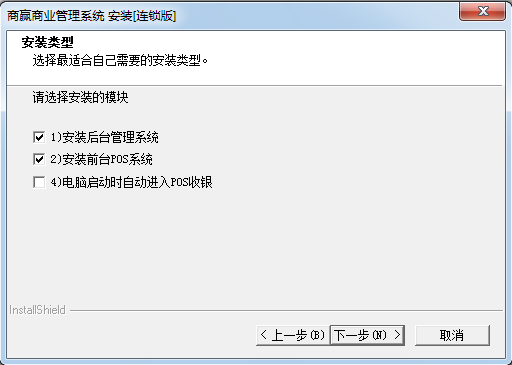 商赢商业管理系统 安装[连锁版]
安装类型
选择最适合自己需要的安装类型。
请选择安装的模块
1)安装后台管理系统
2)安装前台POS系统
4)电脑启动时自动进入POS收银
InstallShield
< 上一步(B) 下一步(N) > 取消